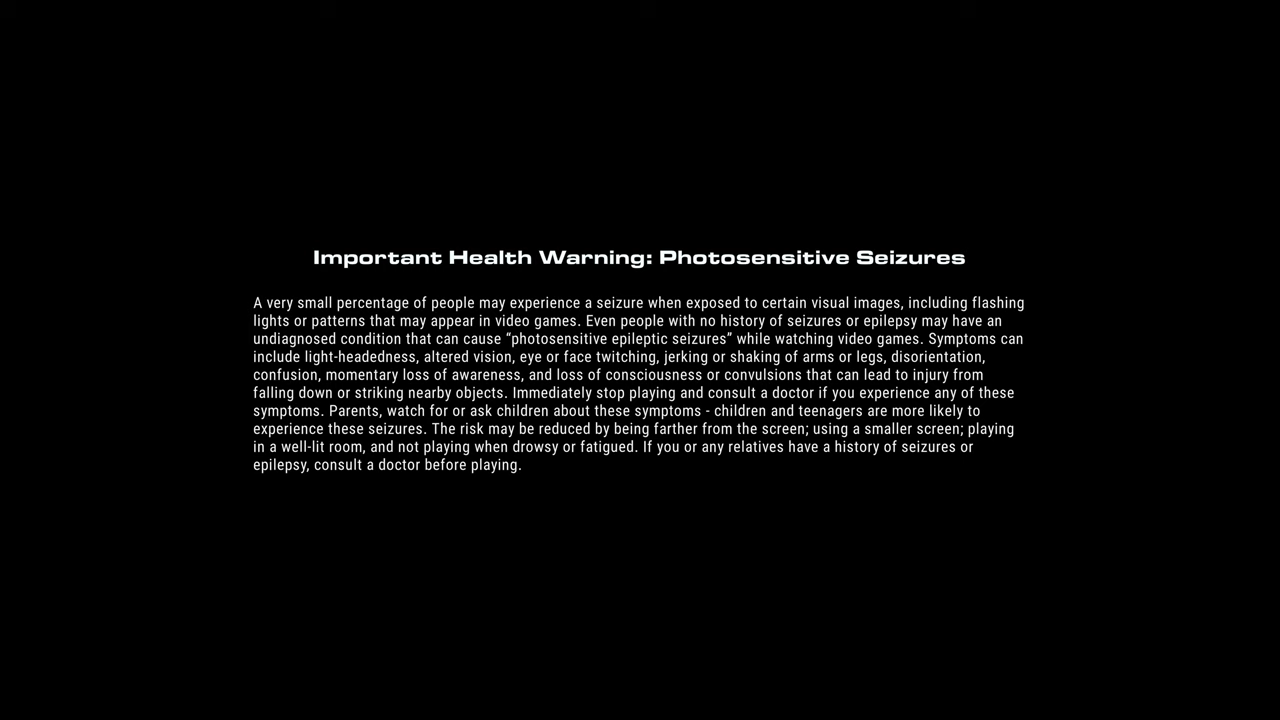 Important Health Warning: Photosensitive Seizures
A very small percentage of people may experience a seizure when exposed to certain visual images, including flashing
lights or patterns that may appear in video games. Even people with no history of seizures or epilepsy may have an
undiagnosed condition that can cause “photosensitive epileptic seizures” while watching video games. Symptoms can
include light-headedness, altered vision, eye or face twitching, jerking or shaking of arms or legs, disorientation,
confusion, momentary loss of awareness, and loss of consciousness or convulsions that can lead to injury from
falling down or striking nearby objects. Immediately stop playing and consult a doctor if you experience any of these
symptoms. Parents, watch for or ask children about these symptoms - children and teenagers are more likely to
experience these seizures. The risk may be reduced by being farther from the screen; using a smaller screen; playing
in a well-lit room, and not playing when drowsy or fatigued. If you or any relatives have a history of seizures or
epilepsy, consult a doctor before playing.